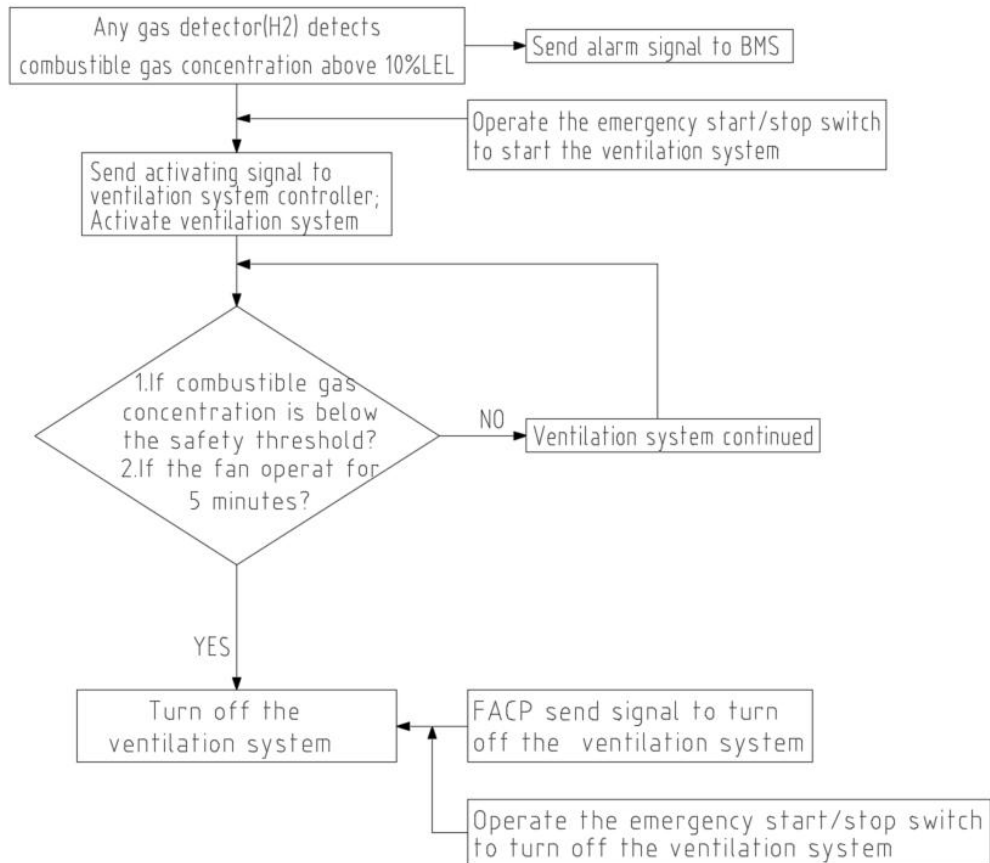 Any gas detector(H2) detects
combustible gas concentration above 10%LEL
Send alarm signal to BMS
Operate the emergency start/stop switch
to start the ventilation system
Send activating signal to
ventilation system controller;
Activate ventilation system
1.If combustible gas
concentration is below
the safety threshold?
2.If the fan operat for
5 minutes?
NO
Ventilation system continued
YES
Turn off the
ventilation system
FACP send signal to turn
off the ventilation system
Operate the emergency start/stop switch
to turn off the ventilation system